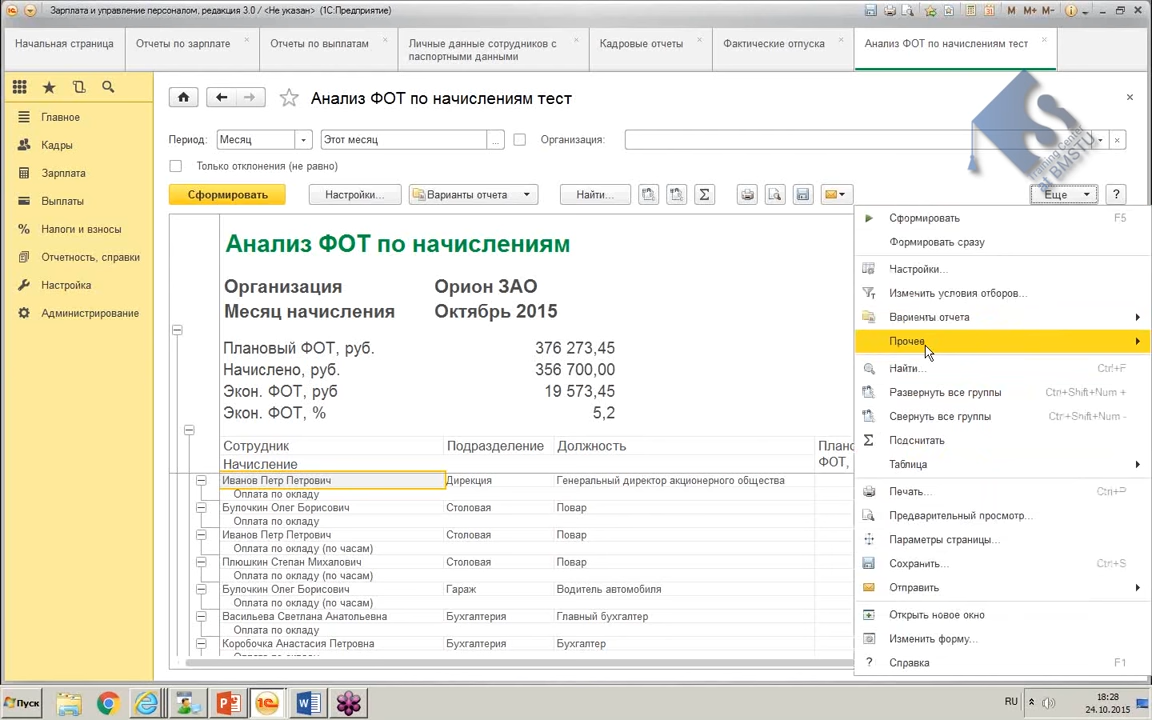 Зарплата и управление персоналом, редакция 3.0 / <Не указан> (1С:Предприятие)
M M+ M-
Начальная страница
Отчеты по зарплате
Отчеты по выплатам
Личные данные сотрудников с паспортными данными
Кадровые отчеты
Фактические отпуска
Анализ ФОТ по начислениям тест
Главное
Кадры
Зарплата
Выплаты
Налоги и взносы
Отчетность, справки
Настройка
Администрирование
Анализ ФОТ по начислениям тест
Период: Месяц Этот месяц ... Организация:
Только отклонения (не равно)
Сформировать Настройки... Варианты отчета Найти... Σ Еще ?
Training Center at BMSTU
Анализ ФОТ по начислениям
Организация Орион ЗАО
Месяц начисления Октябрь 2015
Плановый ФОТ, руб. 376 273,45
Начислено, руб. 356 700,00
Экон. ФОТ, руб 19 573,45
Экон. ФОТ, % 5,2
Сотрудник Подразделение Должность
Начисление ФОТ,
Иванов Петр Петрович Дирекция Генеральный директор акционерного общества
Оплата по окладу
Булочкин Олег Борисович Столовая Повар
Оплата по окладу
Иванов Петр Петрович Столовая Повар
Оплата по окладу (по часам)
Плюшкин Степан Михалович Столовая Повар
Оплата по окладу (по часам)
Булочкин Олег Борисович Гараж Водитель автомобиля
Оплата по окладу (по часам)
Васильева Светлана Анатольевна Бухгалтерия Главный бухгалтер
Оплата по окладу
Коробочка Анастасия Петровна Бухгалтерия Бухгалтер
Сформировать F5
Формировать сразу
Настройки...
Изменить условия отборов...
Варианты отчета
Прочее
Найти... Ctrl+F
Развернуть все группы Ctrl+Shift+Num +
Свернуть все группы Ctrl+Shift+Num -
Σ Подсчитать
Таблица
Печать... Ctrl+P
Предварительный просмотр...
Параметры страницы...
Сохранить... Ctrl+S
Отправить
Открыть новое окно
Изменить форму...
? Справка F1
Пуск
RU
18:28
24.10.2015